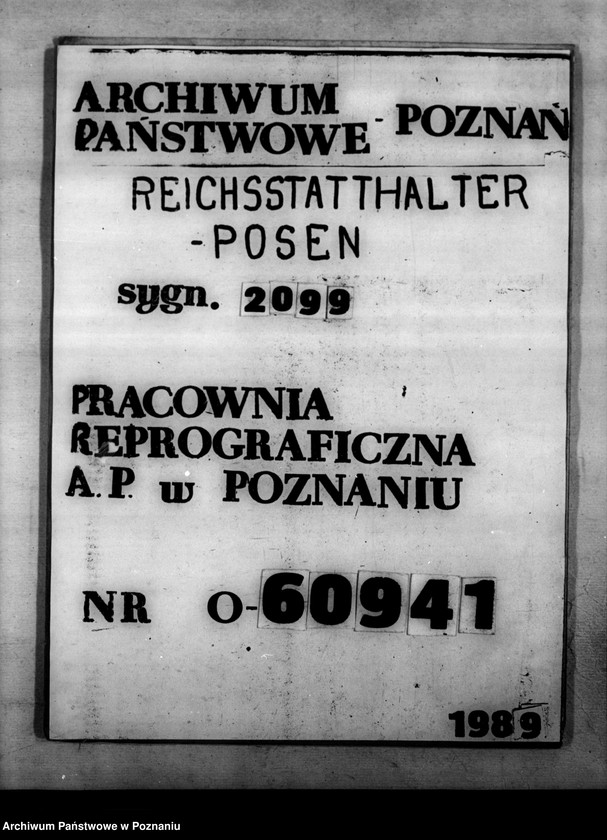 ARCHIWUM
PAŃSTWOWE - POZNAŃ
REICHSSTATTHALTER
-POSEN
sygn. 2099
PRACOWNIA
REPROGRAFICZNA
A.P. w POZNANIU
NR O-60941
1989
Archiwum Państwowe w Poznaniu